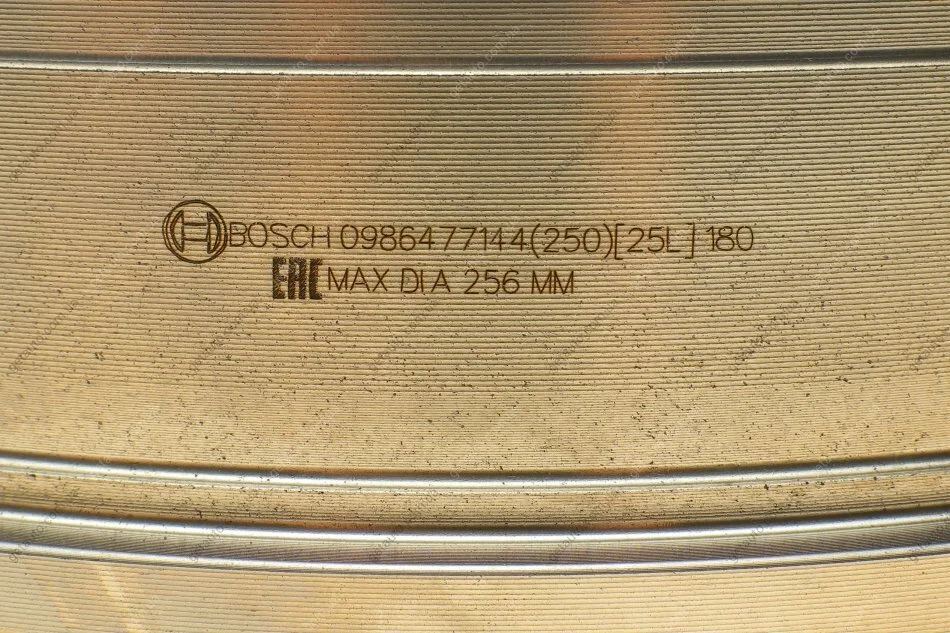 BOSCH 0986477144(250)[25L] 180
EAC MAX DIA 256 MM